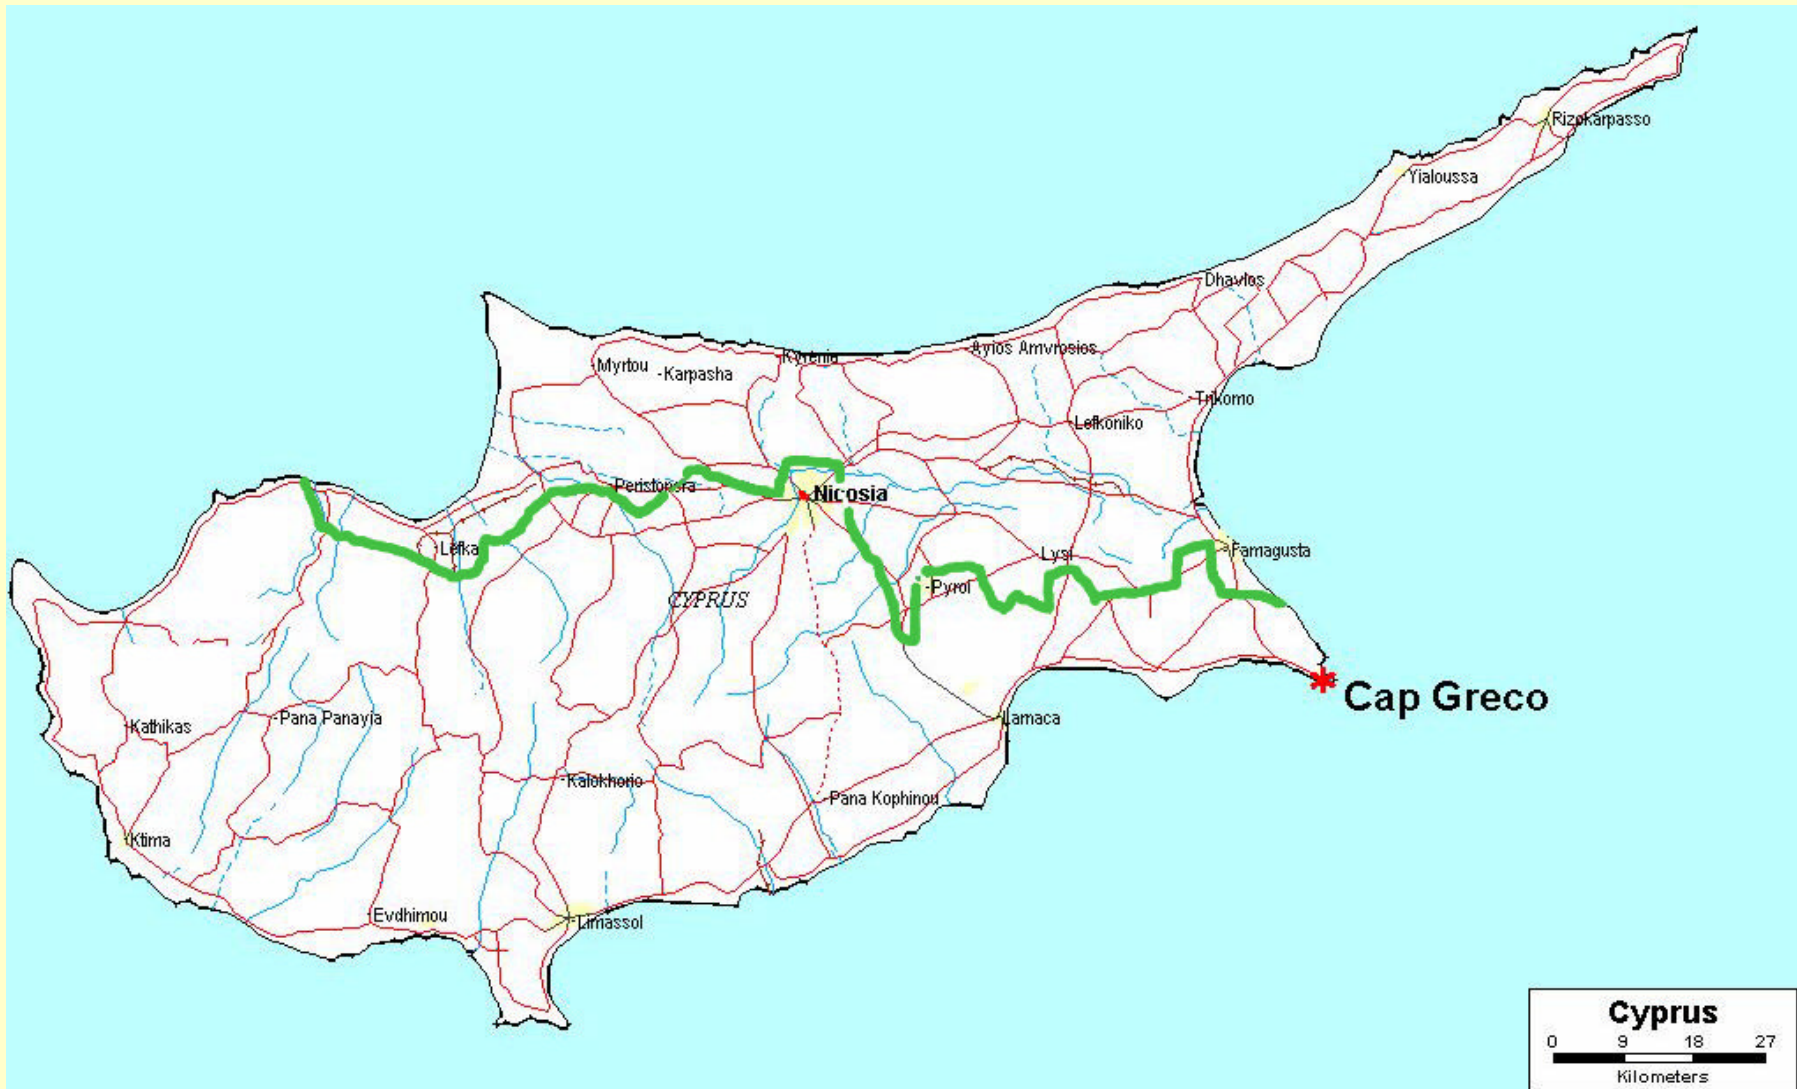 Rizokarpasso
Yialoussa
Dhavlos
Kyrenia
Ayios Amvrosios
Myrtou
Karpasha
Trikomo
Lefkoniko
Peristonara
Nicosia
Lefka
Lysi
Famagusta
Pyroi
CYPRUS
Cap Greco
Kathikas
Pana Panayia
Larnaca
Kalokhorio
Pana Kophinou
Ktima
Evdhimou
Limassol
Cyprus
0 9 18 27
Kilometers